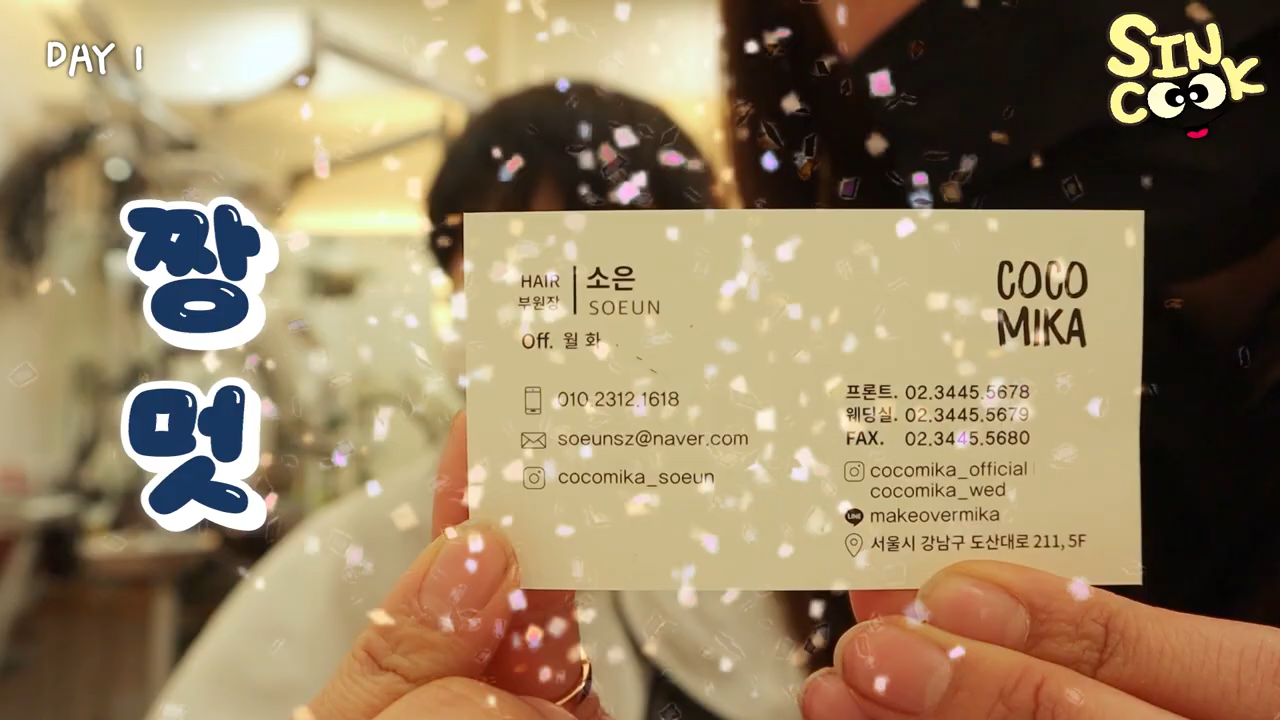 DAY 1
SIN
COOK
짱
멋
HAIR
부원장
소은
SOEUN
Off. 월 화
010.2312.1618
soeunsz@naver.com
cocomika_soeun
COCO
MIKA
프론트. 02.3445.5678
웨딩실. 02.3445.5679
FAX. 02.3445.5680
cocomika_official
cocomika_wed
LINE makeovermika
서울시 강남구 도산대로 211, 5F